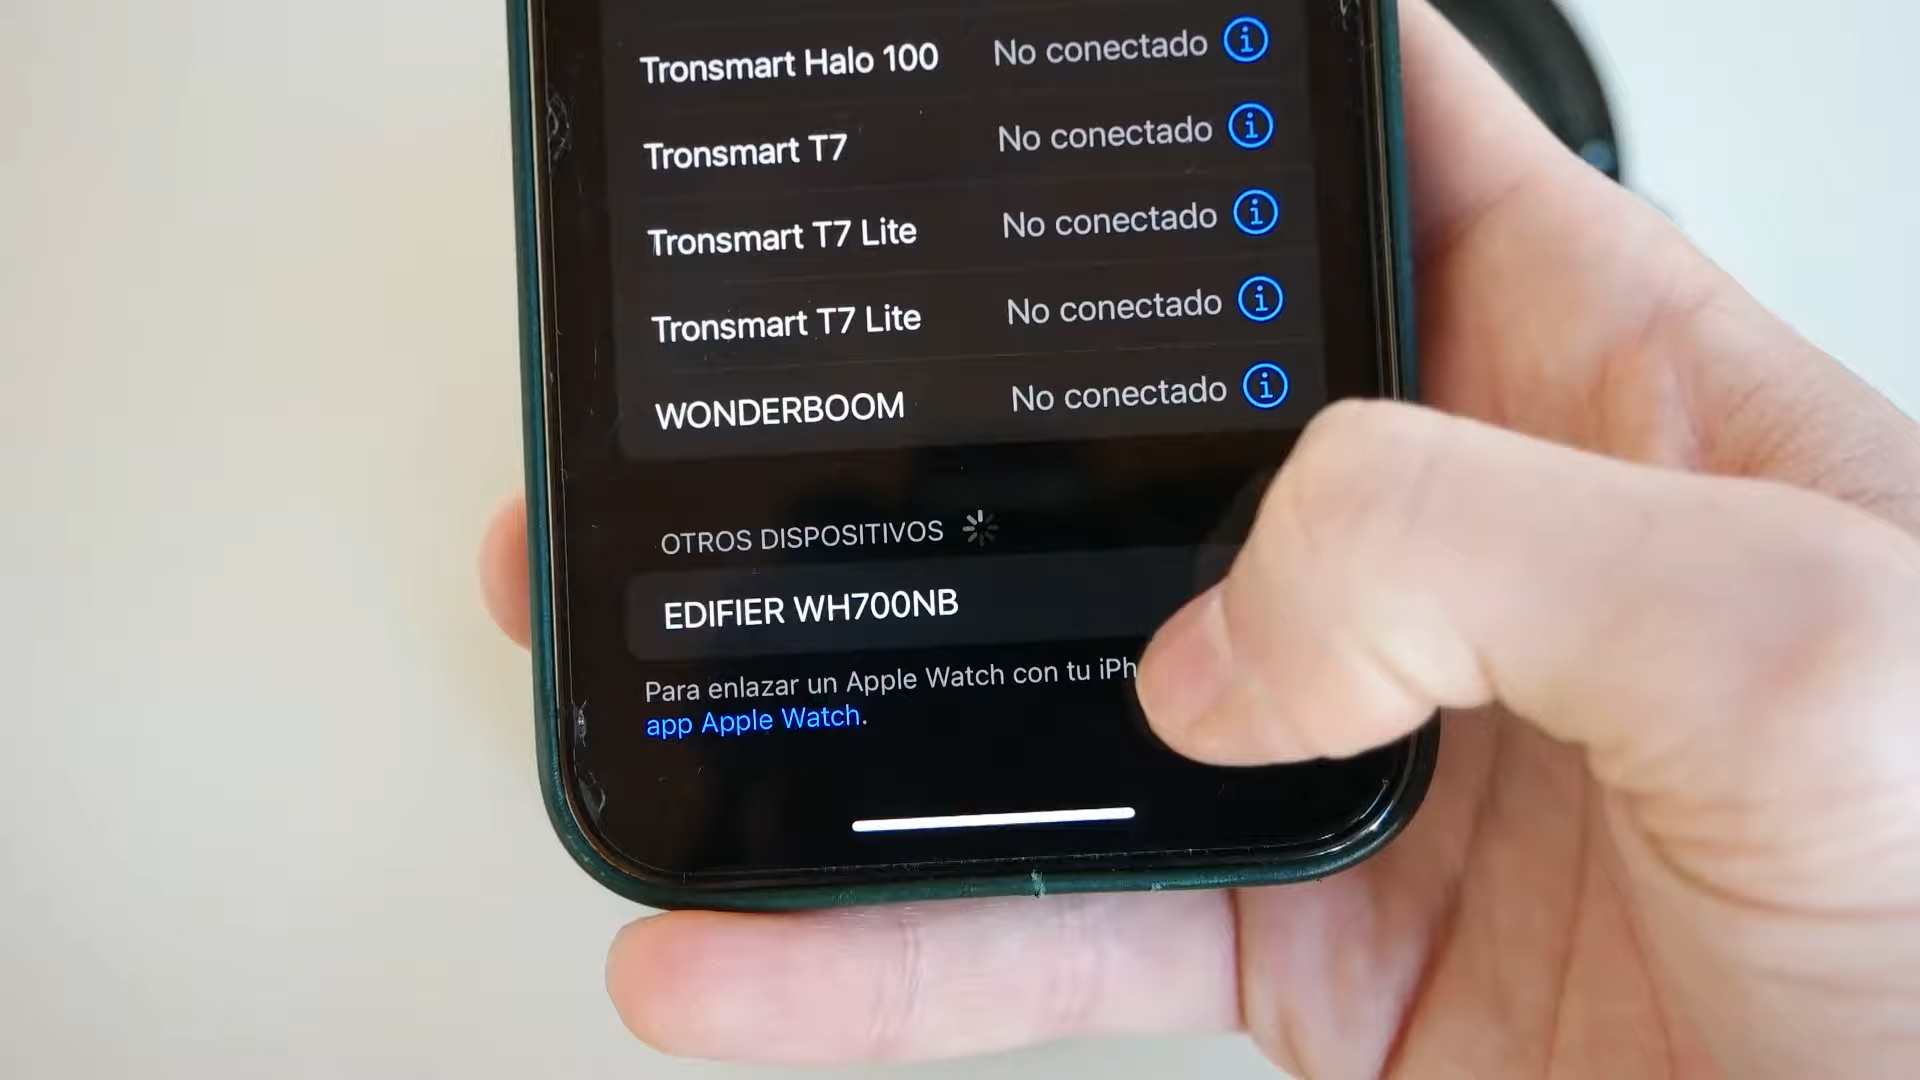 Tronsmart Halo 100 No conectado
Tronsmart T7 No conectado
Tronsmart T7 Lite No conectado
Tronsmart T7 Lite No conectado
WONDERBOOM No conectado
OTROS DISPOSITIVOS
EDIFIER WH700NB
Para enlazar un Apple Watch con tu
app Apple Watch.